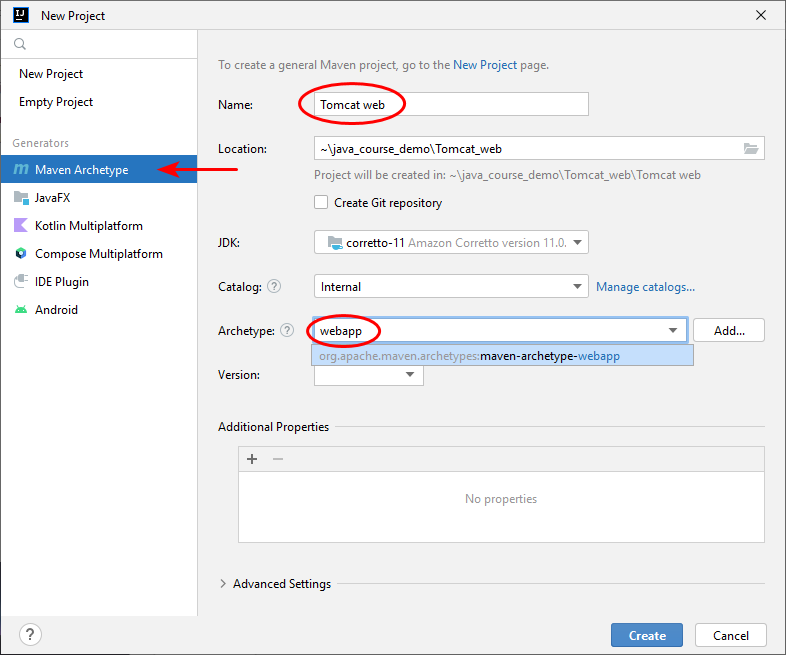 New Project
New Project
Empty Project
Generators
Maven Archetype
JavaFX
Kotlin Multiplatform
Compose Multiplatform
IDE Plugin
Android
To create a general Maven project, go to the New Project page.
Name: Tomcat web
Location: ~\java_course_demo\Tomcat_web
Project will be created in: ~\java_course_demo\Tomcat_web\Tomcat web
Create Git repository
JDK: corretto-11 Amazon Corretto version 11.0.
Catalog: ? Internal Manage catalogs...
Archetype: ? webapp Add...
org.apache.maven.archetypes:maven-archetype-webapp
Version:
Additional Properties
+ −
No properties
Advanced Settings
? Create Cancel